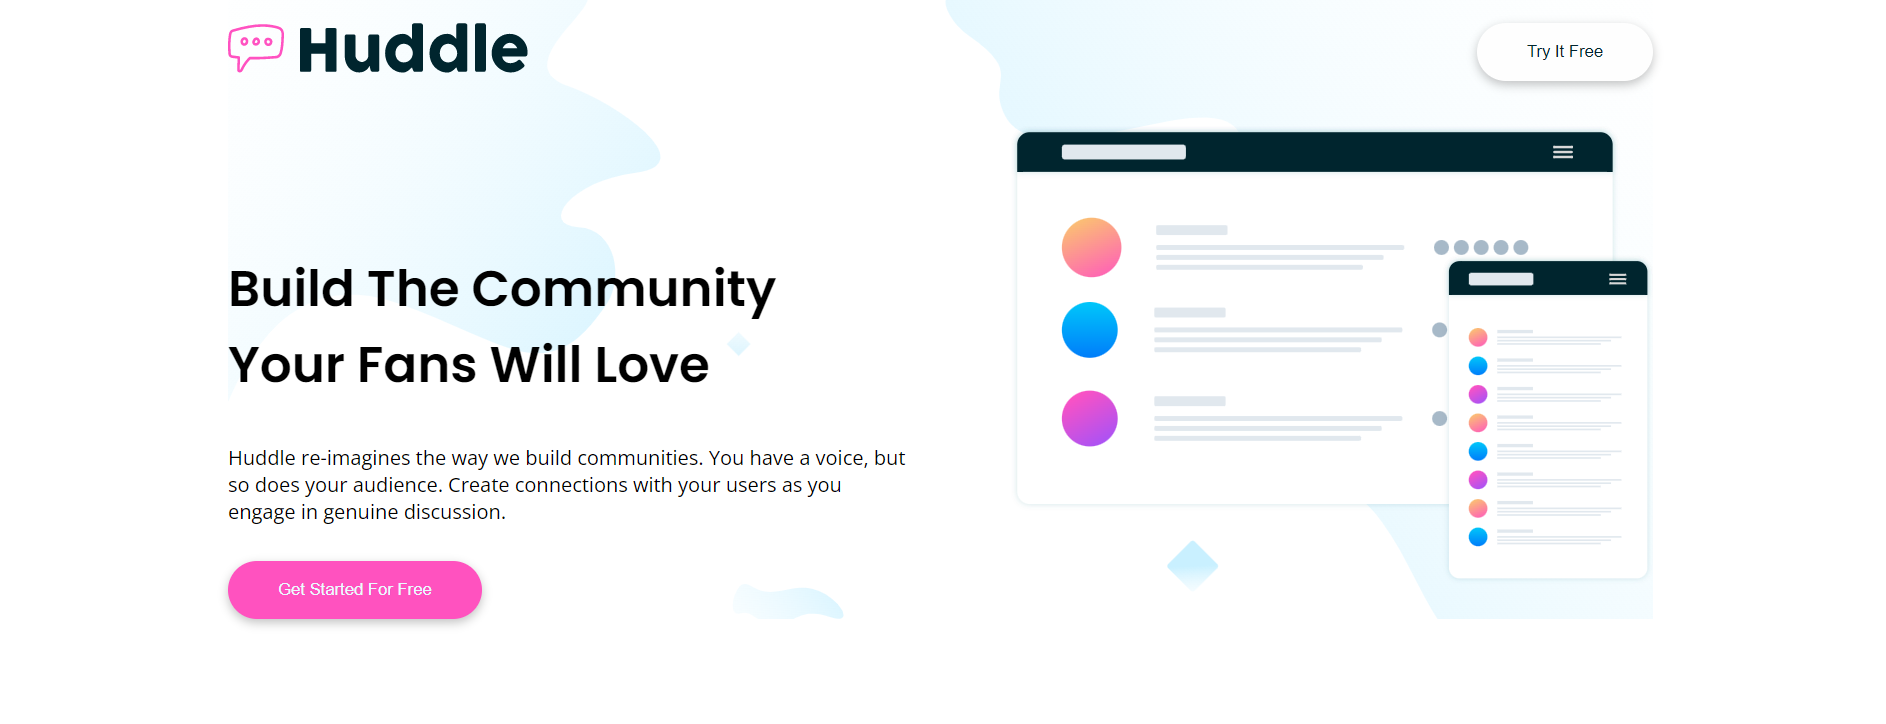 Huddle
Try It Free
Build The Community
Your Fans Will Love
Huddle re-imagines the way we build communities. You have a voice, but
so does your audience. Create connections with your users as you
engage in genuine discussion.
Get Started For Free